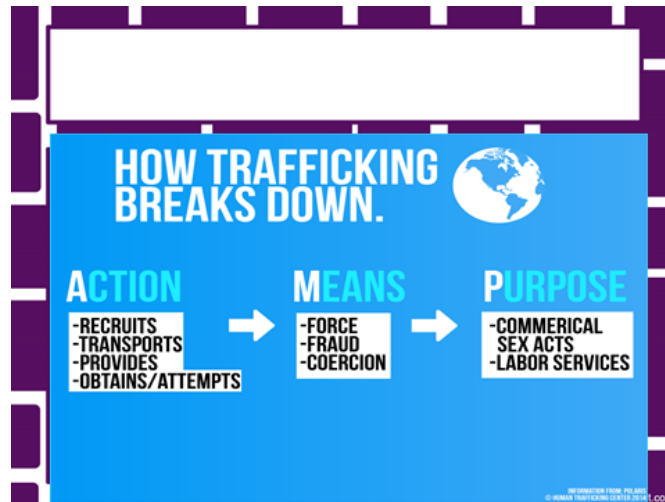 HOW TRAFFICKING
BREAKS DOWN.
ACTION
-RECRUITS
-TRANSPORTS
-PROVIDES
-OBTAINS/ATTEMPTS
MEANS
-FORCE
-FRAUD
-COERCION
PURPOSE
-COMMERICAL
SEX ACTS
-LABOR SERVICES
INFORMATION FROM: POLARIS
© HUMAN TRAFFICKING CENTER 2014